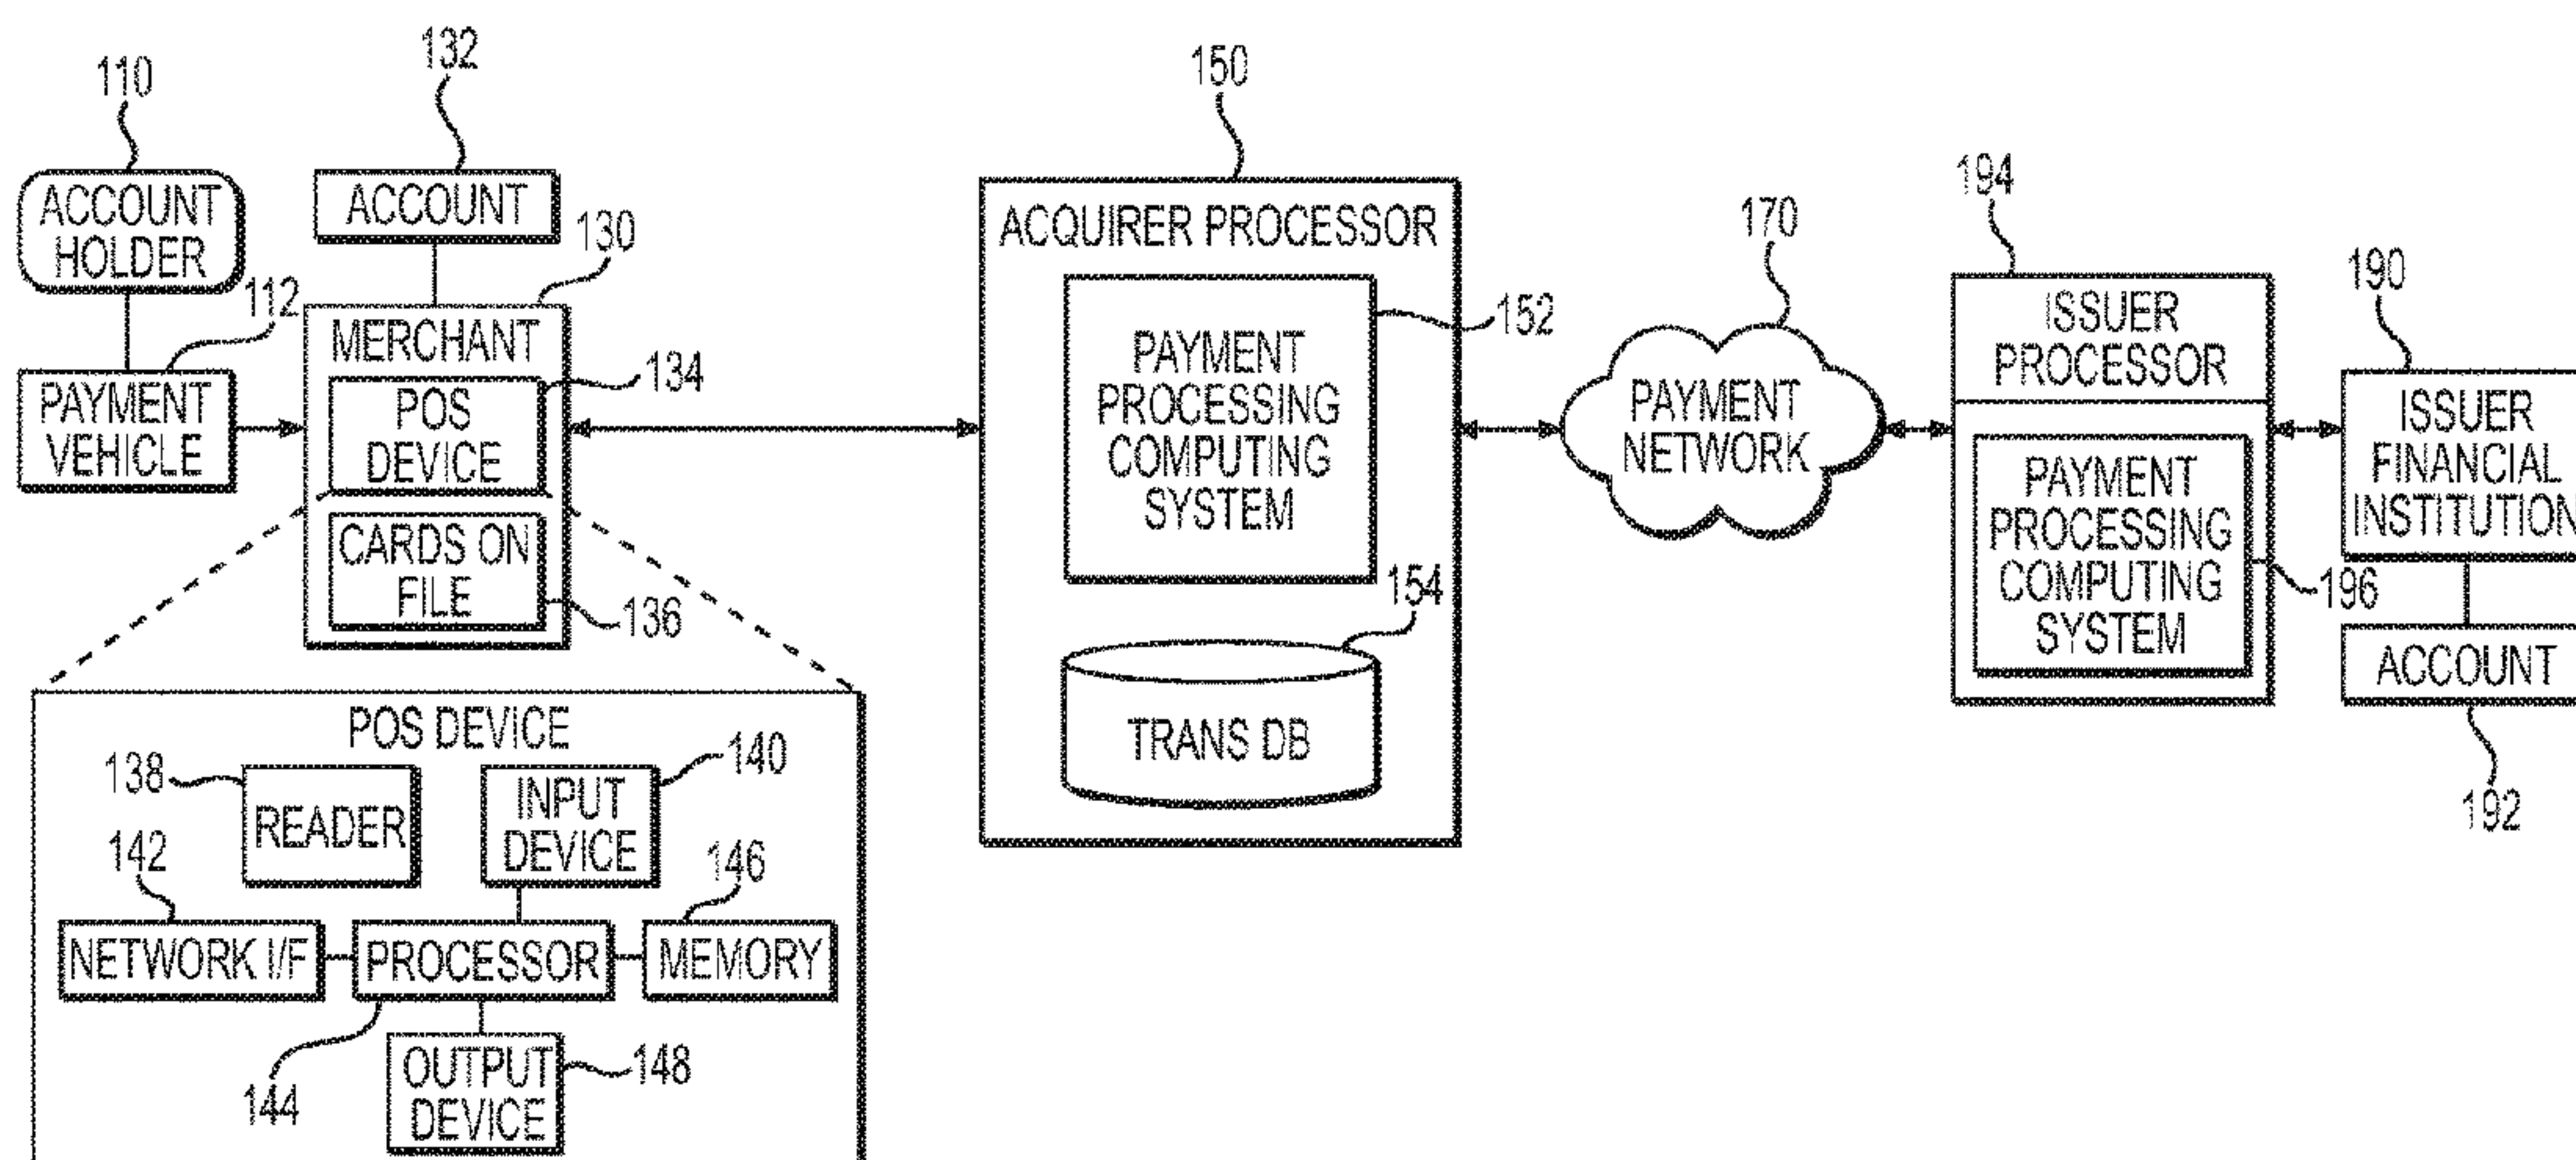 110
132
150
ACCOUNT
HOLDER
ACCOUNT
130
112
MERCHANT
134
PAYMENT
VEHICLE
POS
DEVICE
CARDS ON
FILE
136
ACQUIRER PROCESSOR
PAYMENT
PROCESSING
COMPUTING
SYSTEM
152
154
TRANS DB
170
PAYMENT
NETWORK
194
ISSUER
PROCESSOR
PAYMENT
PROCESSING
COMPUTING
SYSTEM
196
190
ISSUER
FINANCIAL
INSTITUTION
ACCOUNT
192
POS DEVICE
138
READER
140
INPUT
DEVICE
142
146
NETWORK I/F
PROCESSOR
MEMORY
144
OUTPUT
DEVICE
148